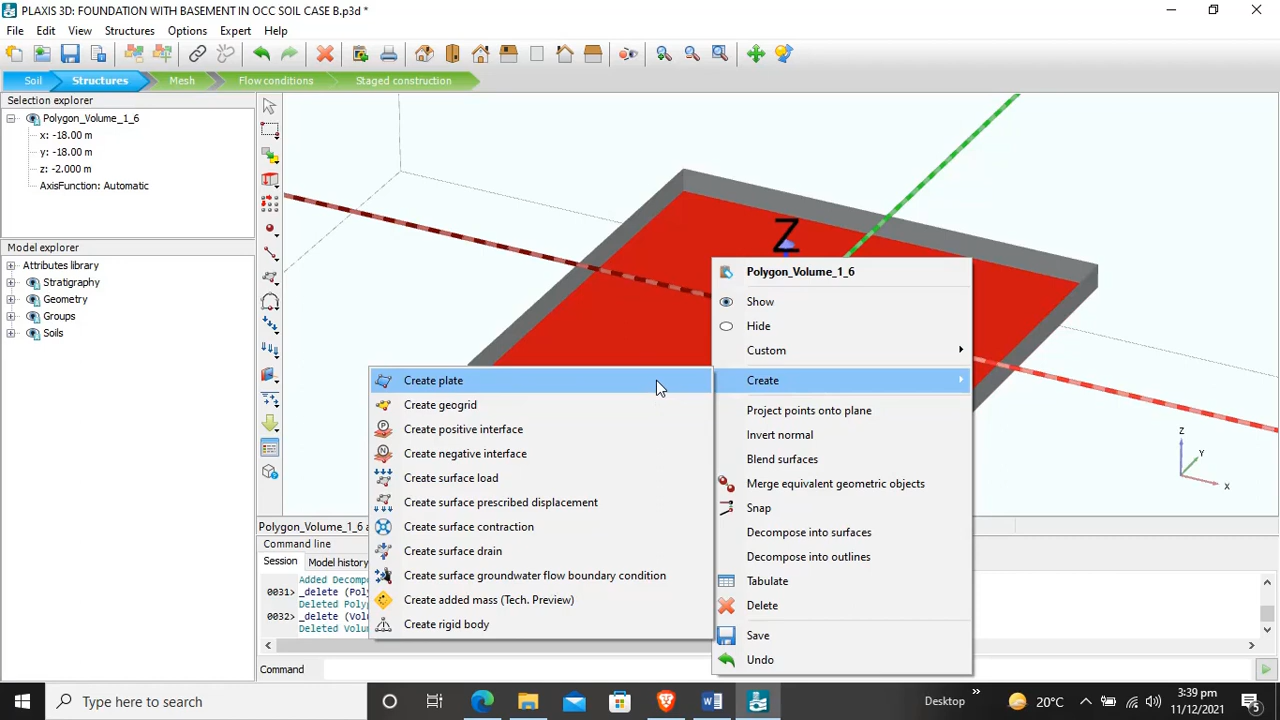 PLAXIS 3D: FOUNDATION WITH BASEMENT IN OCC SOIL CASE B.p3d *
File Edit View Structures Options Expert Help
Soil Structures Mesh Flow conditions Staged construction
Selection explorer
Polygon_Volume_1_6
x: -18.00 m
y: -18.00 m
z: -2.000 m
AxisFunction: Automatic
Model explorer
Attributes library
Stratigraphy
Geometry
Groups
Soils
Z
Polygon_Volume_1_6
Show
Hide
Custom
Create
Project points onto plane
Invert normal
Blend surfaces
Merge equivalent geometric objects
Snap
Decompose into surfaces
Decompose into outlines
Tabulate
Delete
Save
Undo
Create plate
Create geogrid
Create positive interface
Create negative interface
Create surface load
Create surface prescribed displacement
Create surface contraction
Create surface drain
Create surface groundwater flow boundary condition
Create added mass (Tech. Preview)
Create rigid body
Z
Y
X
Polygon_Volume_1_6
Command line
Session Model history
Added Decomp
0031> _delete (Pol
Deleted Poly
0032> _delete (Vol
Deleted Volu
Command
Type here to search
Desktop
20°C
3:39 pm
11/12/2021
5